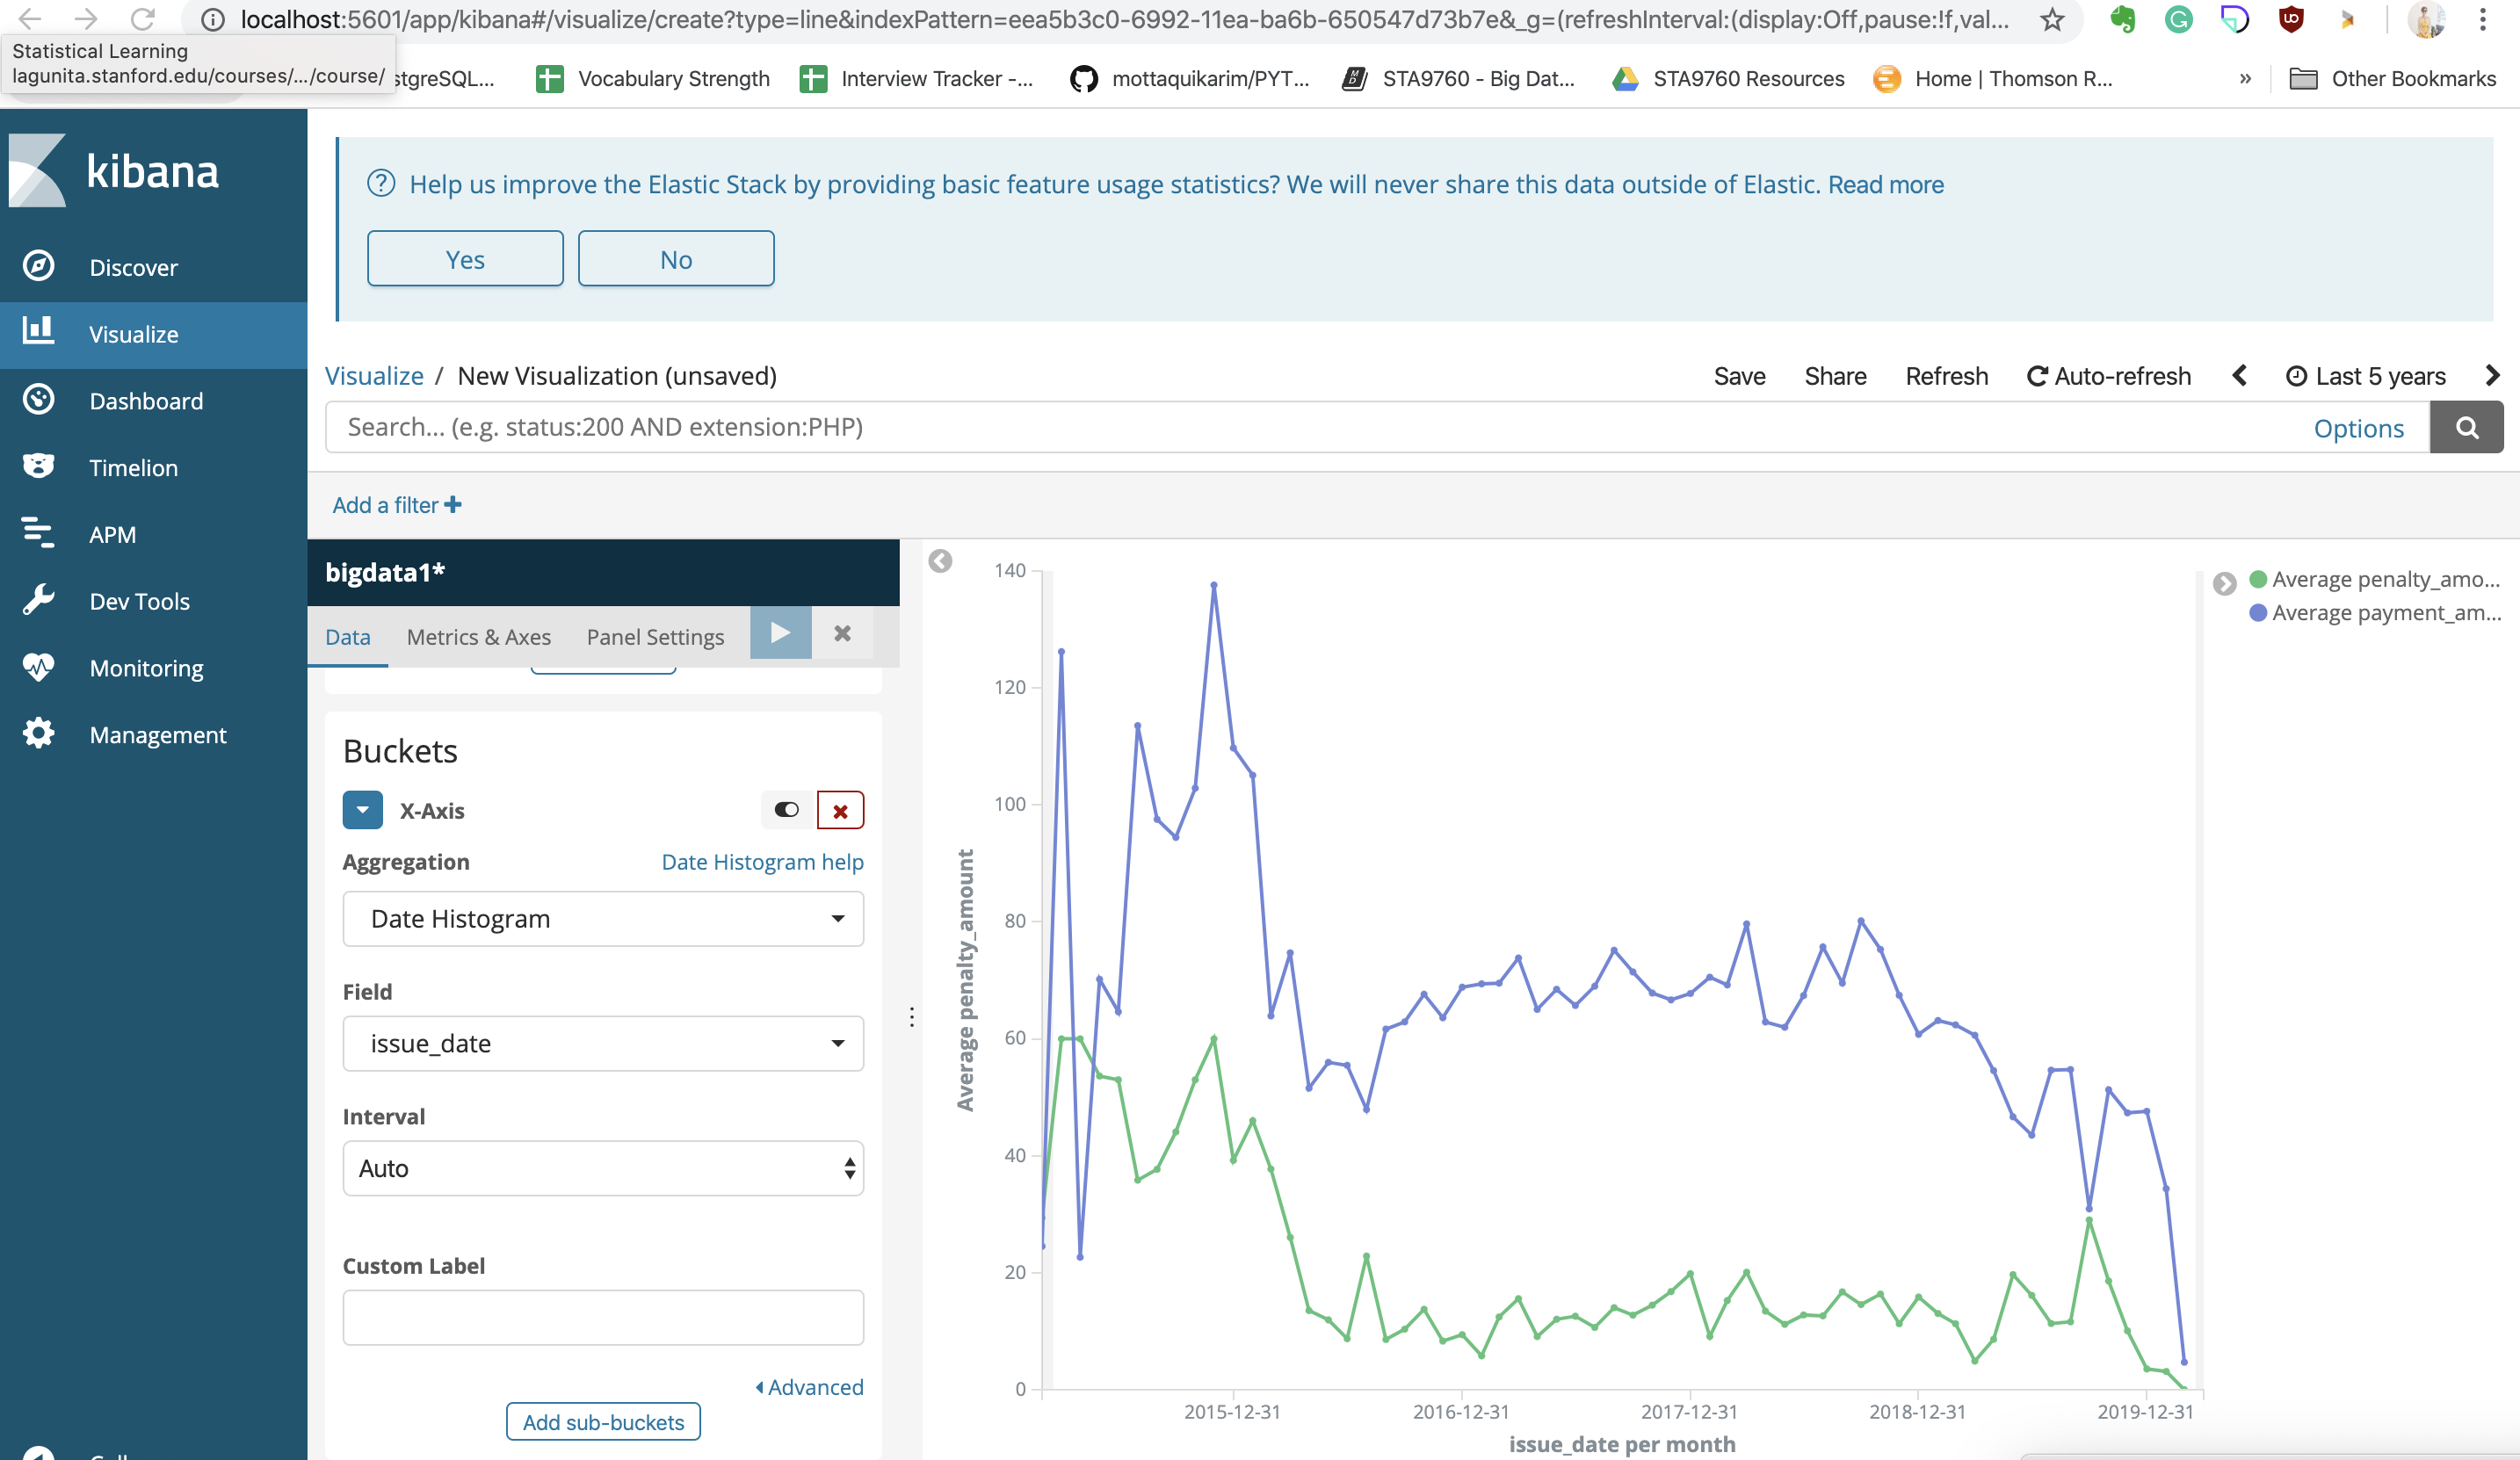 localhost:5601/app/kibana#/visualize/create?type=line&indexPattern=eea5b3c0-6992-11ea-ba6b-650547d73b7e&_g=(refreshInterval:(display:Off,pause:!f,val...
Statistical Learning
lagunita.stanford.edu/courses/.../course/
stgreSQL...
Vocabulary Strength
Interview Tracker -...
mottaquikarim/PYT...
STA9760 - Big Dat...
STA9760 Resources
Home | Thomson R...
»
Other Bookmarks
kibana
Discover
Visualize
Dashboard
Timelion
APM
Dev Tools
Monitoring
Management
Help us improve the Elastic Stack by providing basic feature usage statistics? We will never share this data outside of Elastic. Read more
Yes
No
Visualize / New Visualization (unsaved)
Save
Share
Refresh
Auto-refresh
Last 5 years
Search... (e.g. status:200 AND extension:PHP)
Options
Add a filter +
bigdata1*
Data
Metrics & Axes
Panel Settings
Buckets
X-Axis
Aggregation
Date Histogram help
Date Histogram
Field
issue_date
Interval
Auto
Custom Label
Advanced
Add sub-buckets
Average penalty_amount
140
120
100
80
60
40
20
0
2015-12-31
2016-12-31
2017-12-31
2018-12-31
2019-12-31
issue_date per month
Average penalty_amo...
Average payment_am...